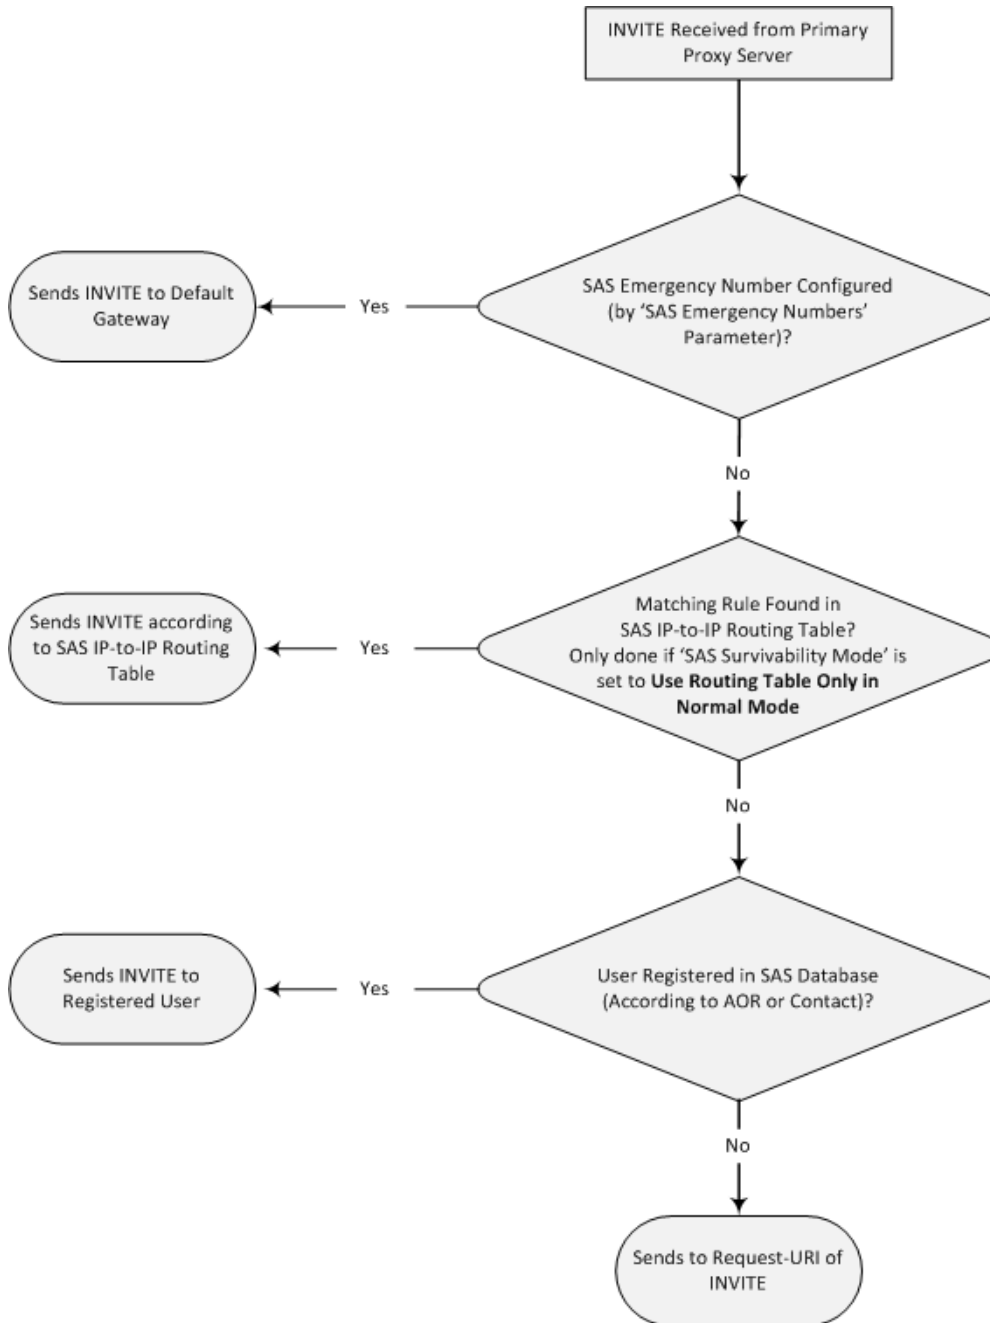 INVITE Received from Primary
Proxy Server
SAS Emergency Number Configured
(by ‘SAS Emergency Numbers’
Parameter)?
Yes
Sends INVITE to Default
Gateway
No
Matching Rule Found in
SAS IP-to-IP Routing Table?
Only done if ‘SAS Survivability Mode’ is
set to Use Routing Table Only in
Normal Mode
Yes
Sends INVITE according
to SAS IP-to-IP Routing
Table
No
User Registered in SAS Database
(According to AOR or Contact)?
Yes
Sends INVITE to
Registered User
No
Sends to Request-URI of
INVITE